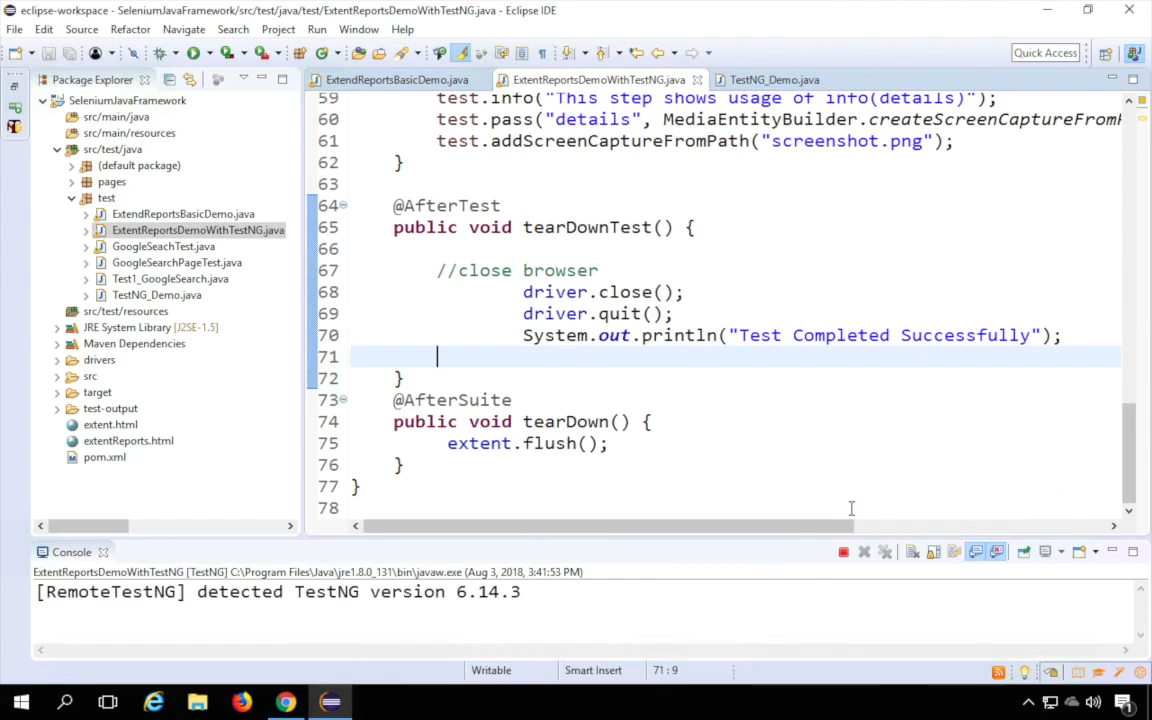 eclipse-workspace - SeleniumJavaFramework/src/test/java/test/ExtentReportsDemoWithTestNG.java - Eclipse IDE
File Edit Source Refactor Navigate Search Project Run Window Help
Quick Access
Package Explorer
ExtendReportsBasicDemo.java
ExtentReportsDemoWithTestNG.java
TestNG_Demo.java
SeleniumJavaFramework
src/main/java
src/main/resources
src/test/java
(default package)
pages
test
ExtendReportsBasicDemo.java
ExtentReportsDemoWithTestNG.java
GoogleSeachTest.java
GoogleSearchPageTest.java
Test1_GoogleSearch.java
TestNG_Demo.java
src/test/resources
JRE System Library [J2SE-1.5]
Maven Dependencies
drivers
src
target
test-output
extent.html
extentReports.html
pom.xml
59 test.info("This step shows usage of info(details)");
60 test.pass("details", MediaEntityBuilder.createScreenCaptureFromP
61 test.addScreenCaptureFromPath("screenshot.png");
62 }
63
64 @AfterTest
65 public void tearDownTest() {
66
67 //close browser
68 driver.close();
69 driver.quit();
70 System.out.println("Test Completed Successfully");
71
72 }
73 @AfterSuite
74 public void tearDown() {
75 extent.flush();
76 }
77 }
78
Console
ExtentReportsDemoWithTestNG [TestNG] C:\Program Files\Java\jre1.8.0_131\bin\javaw.exe (Aug 3, 2018, 3:41:53 PM)
[RemoteTestNG] detected TestNG version 6.14.3
Writable Smart Insert 71 : 9
1